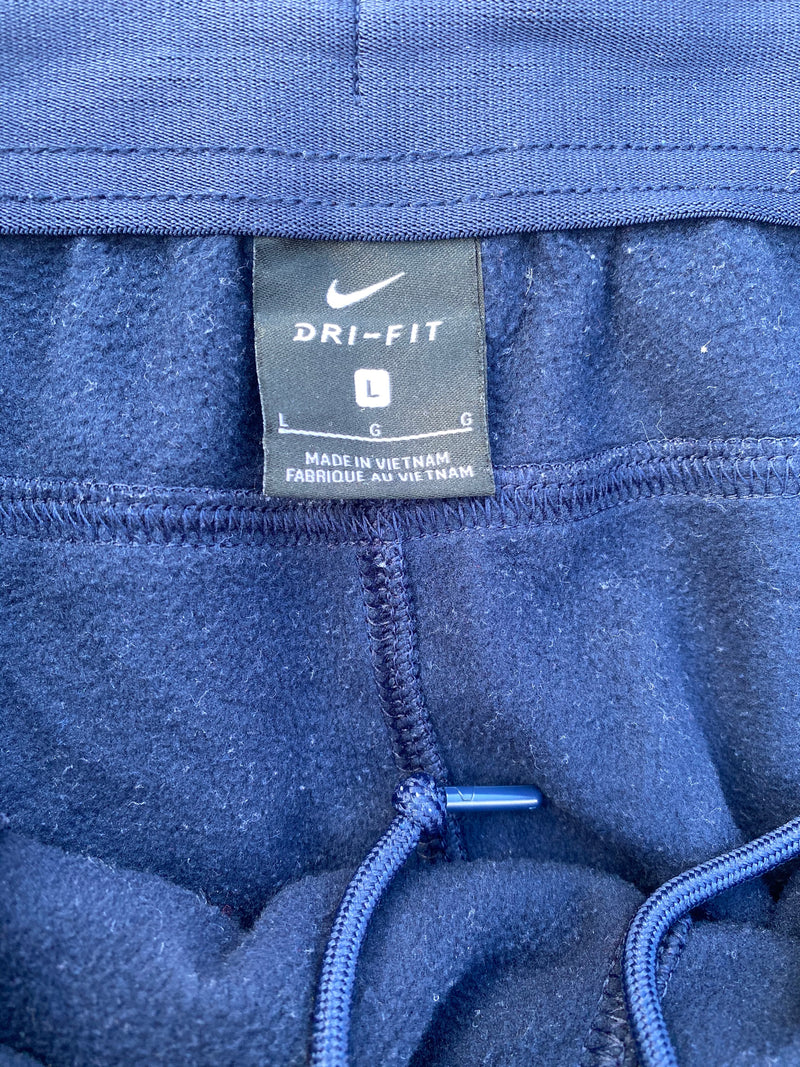 DRI-FIT
L
L G G
MADE IN VIETNAM
FABRIQUE AU VIETNAM